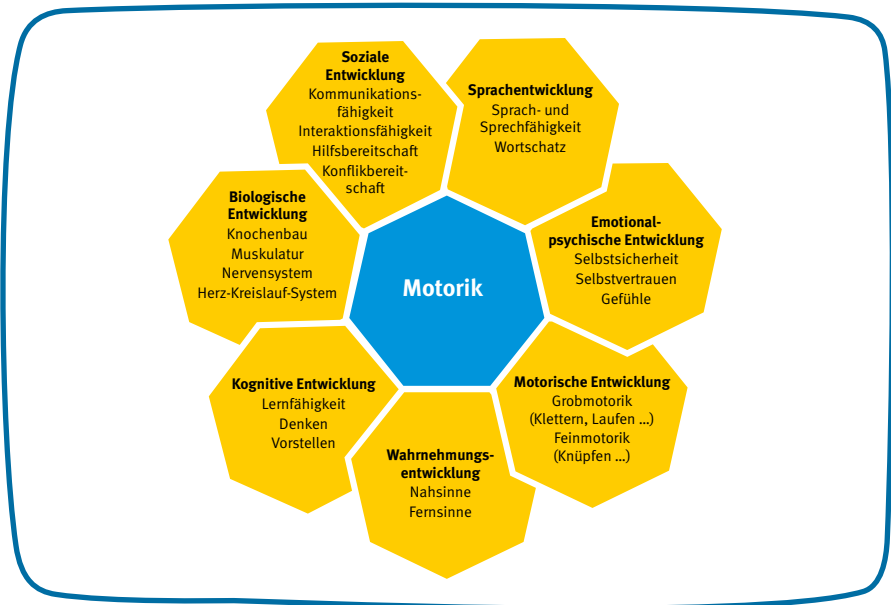 Soziale
Entwicklung
Kommunikations-
fähigkeit
Interaktionsfähigkeit
Hilfsbereitschaft
Konflikbereit-
schaft
Sprachentwicklung
Sprach- und
Sprechfähigkeit
Wortschatz
Biologische
Entwicklung
Knochenbau
Muskulatur
Nervensystem
Herz-Kreislauf-System
Emotional-
psychische Entwicklung
Selbstsicherheit
Selbstvertrauen
Gefühle
Motorik
Kognitive Entwicklung
Lernfähigkeit
Denken
Vorstellen
Motorische Entwicklung
Grobmotorik
(Klettern, Laufen ...)
Feinmotorik
(Knüpfen ...)
Wahrnehmungs-
entwicklung
Nahsinne
Fernsinne